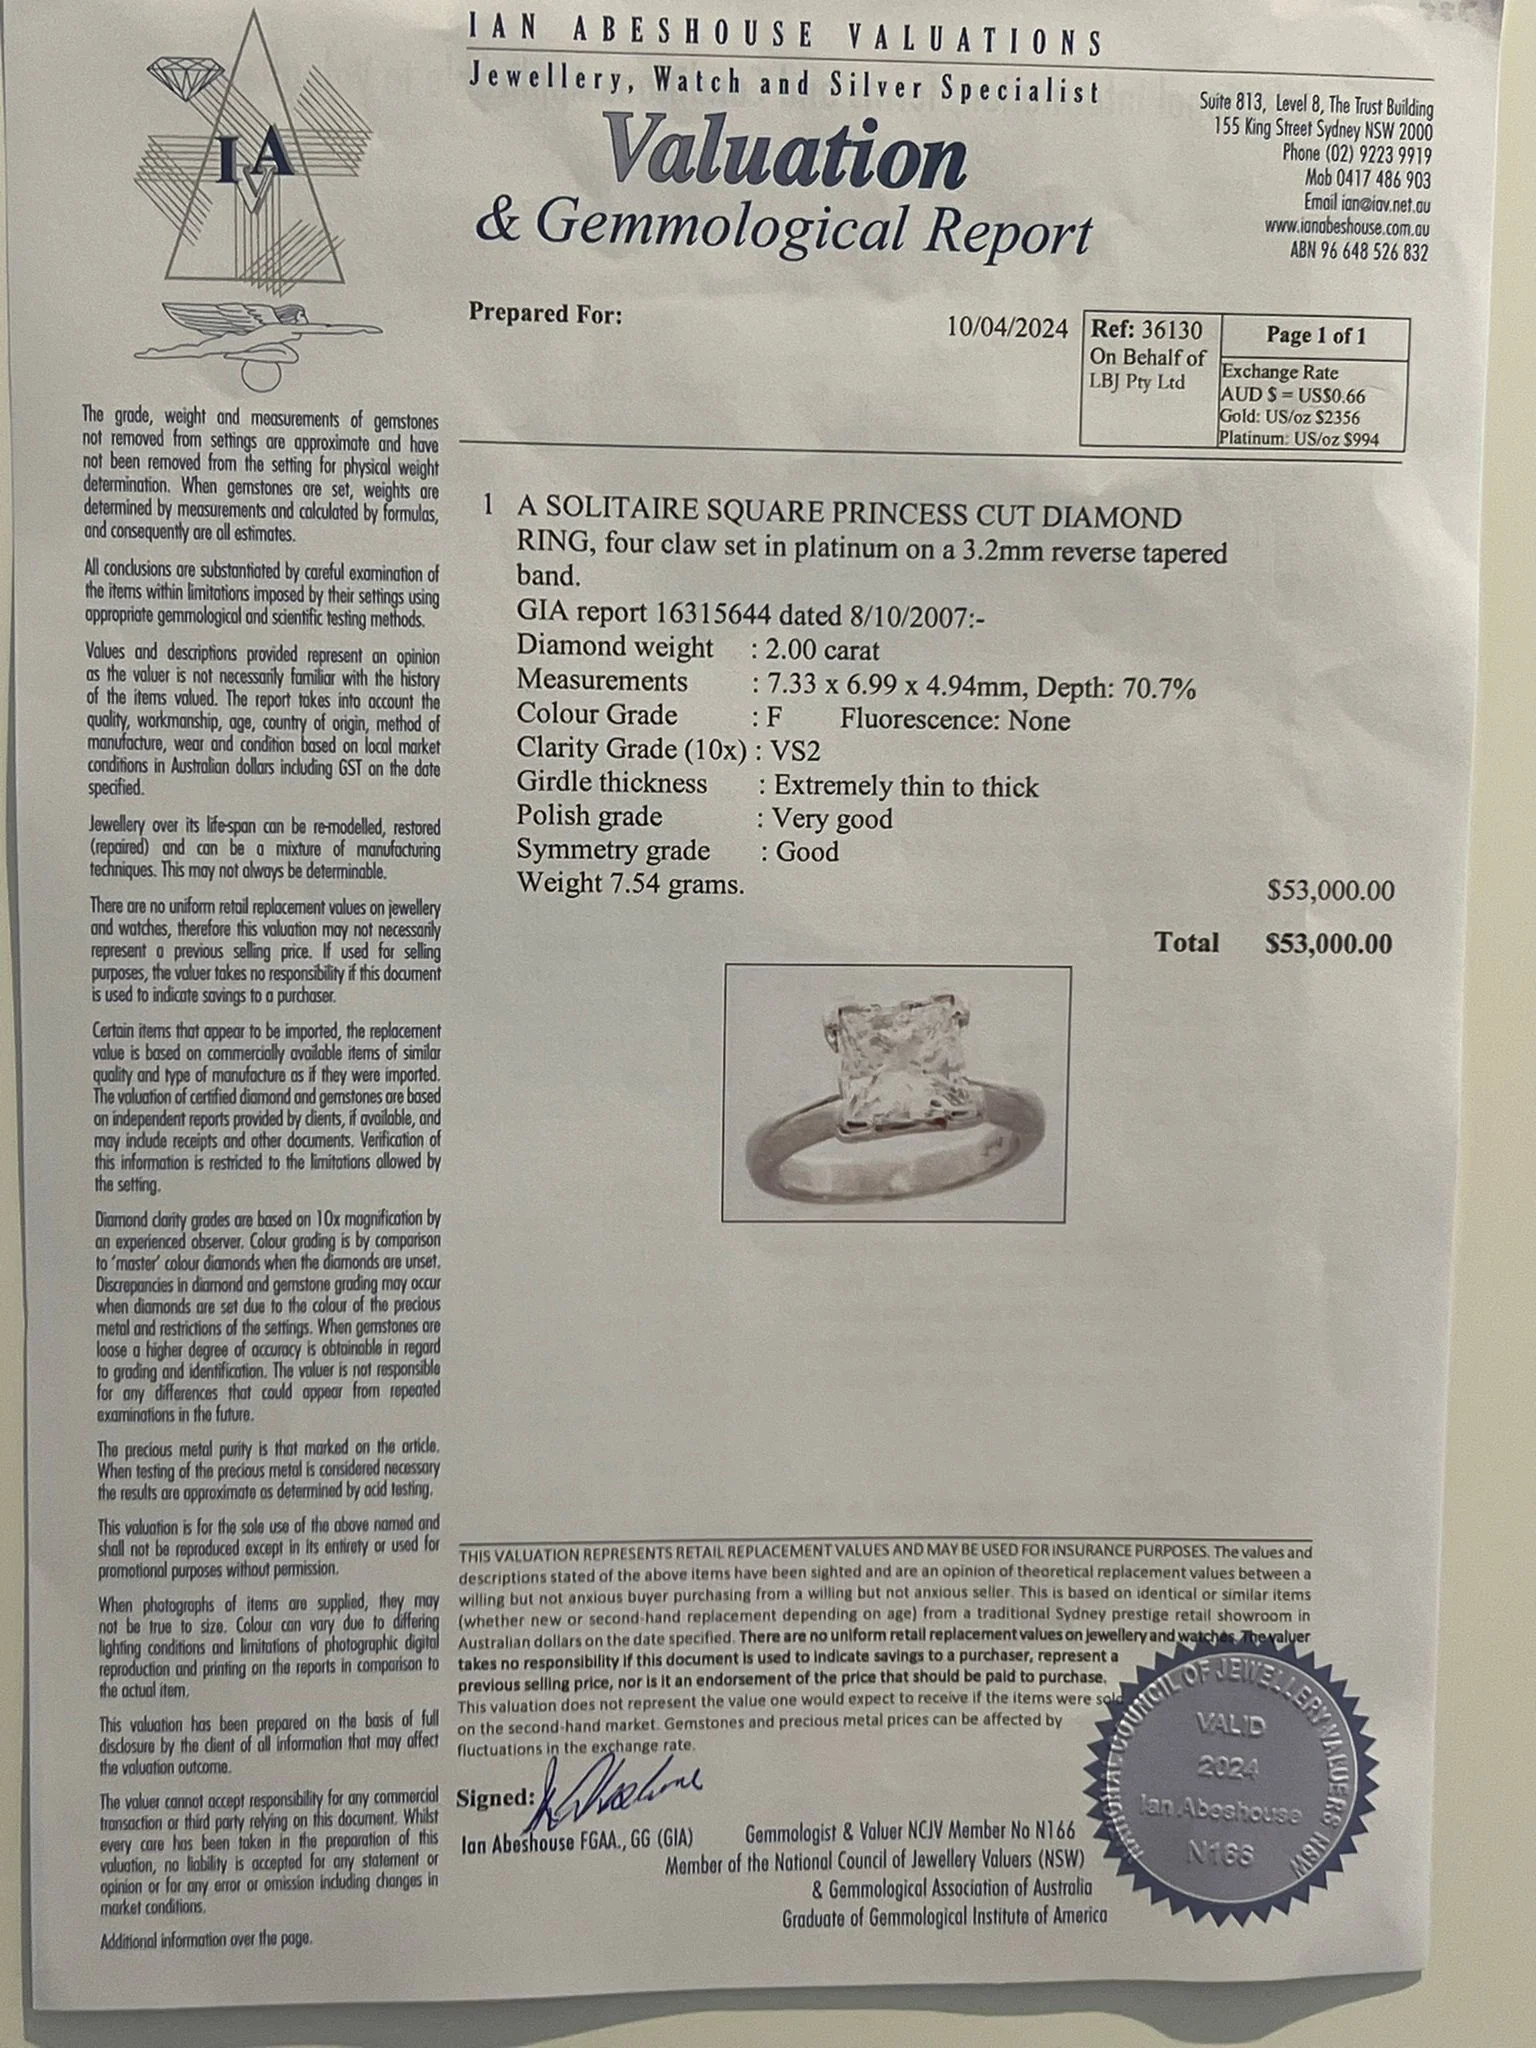 IAN ABESHOUSE VALUATIONS
Jewellery, Watch and Silver Specialist
Valuation
& Gemmological Report
Suite 813, Level 8, The Trust Building
155 King Street Sydney NSW 2000
Phone (02) 9223 9919
Mob 0417 486 903
Email ian@iav.net.au
www.ianabeshouse.com.au
ABN 96 648 526 832
IVA
Prepared For:
10/04/2024
Ref: 36130
On Behalf of
LBJ Pty Ltd
Page 1 of 1
Exchange Rate
AUD $ = US$0.66
Gold: US/oz $2356
Platinum: US/oz $994
The grade, weight and measurements of gemstones
not removed from settings are approximate and have
not been removed from the setting for physical weight
determination. When gemstones are set, weights are
determined by measurements and calculated by formulas,
and consequently are all estimates.
All conclusions are substantiated by careful examination of
the items within limitations imposed by their settings using
appropriate gemmological and scientific testing methods.
Values and descriptions provided represent an opinion
as the valuer is not necessarily familiar with the history
of the items valued. The report takes into account the
quality, workmanship, age, country of origin, method of
manufacture, wear and condition based on local market
conditions in Australian dollars including GST on the date
specified.
Jewellery over its life-span can be re-modelled, restored
(repaired) and can be a mixture of manufacturing
techniques. This may not always be determinable.
There are no uniform retail replacement values on jewellery
and watches, therefore this valuation may not necessarily
represent a previous selling price. If used for selling
purposes, the valuer takes no responsibility if this document
is used to indicate savings to a purchaser.
Certain items that appear to be imported, the replacement
value is based on commercially available items of similar
quality and type of manufacture as if they were imported.
The valuation of certified diamond and gemstones are based
on independent reports provided by clients, if available, and
may include receipts and other documents. Verification of
this information is restricted to the limitations allowed by
the setting.
Diamond clarity grades are based on 10x magnification by
an experienced observer. Colour grading is by comparison
to 'master' colour diamonds when the diamonds are unset.
Discrepancies in diamond and gemstone grading may occur
when diamonds are set due to the colour of the precious
metal and restrictions of the settings. When gemstones are
loose a higher degree of accuracy is obtainable in regard
to grading and identification. The valuer is not responsible
for any differences that could appear from repeated
examinations in the future.
The precious metal purity is that marked on the article.
When testing of the precious metal is considered necessary
the results are approximate as determined by acid testing.
This valuation is for the sole use of the above named and
shall not be reproduced except in its entirety or used for
promotional purposes without permission.
When photographs of items are supplied, they may
not be true to size. Colour can vary due to differing
lighting conditions and limitations of photographic digital
reproduction and printing on the reports in comparison to
the actual item.
This valuation has been prepared on the basis of full
disclosure by the client of all information that may affect
the valuation outcome.
The valuer cannot accept responsibility for any commercial
transaction or third party relying on this document. Whilst
every care has been taken in the preparation of this
valuation, no liability is accepted for any statement or
opinion or for any error or omission including changes in
market conditions.
Additional information over the page.
1 A SOLITAIRE SQUARE PRINCESS CUT DIAMOND
RING, four claw set in platinum on a 3.2mm reverse tapered
band.
GIA report 16315644 dated 8/10/2007:-
Diamond weight : 2.00 carat
Measurements : 7.33 x 6.99 x 4.94mm, Depth: 70.7%
Colour Grade : F Fluorescence: None
Clarity Grade (10x) : VS2
Girdle thickness : Extremely thin to thick
Polish grade : Very good
Symmetry grade : Good
Weight 7.54 grams. $53,000.00
Total $53,000.00
THIS VALUATION REPRESENTS RETAIL REPLACEMENT VALUES AND MAY BE USED FOR INSURANCE PURPOSES. The values and
descriptions stated of the above items have been sighted and are an opinion of theoretical replacement values between a
willing but not anxious buyer purchasing from a willing but not anxious seller. This is based on identical or similar items
(whether new or second-hand replacement depending on age) from a traditional Sydney prestige retail showroom in
Australian dollars on the date specified. There are no uniform retail replacement values on jewellery and watches. The valuer
takes no responsibility if this document is used to indicate savings to a purchaser, represent a
previous selling price, nor is it an endorsement of the price that should be paid to purchase.
This valuation does not represent the value one would expect to receive if the items were sold
on the second-hand market. Gemstones and precious metal prices can be affected by
fluctuations in the exchange rate.
Signed: I Abeshouse
Ian Abeshouse FGAA., GG (GIA)
Gemmologist & Valuer NCJV Member No N166
Member of the National Council of Jewellery Valuers (NSW)
& Gemmological Association of Australia
Graduate of Gemmological Institute of America
NATIONAL COUNCIL OF JEWELLERY VALUERS NSW
VALID
2024
Ian Abeshouse
N166